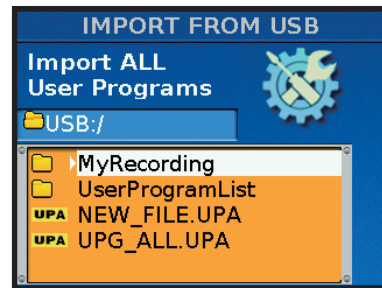 IMPORT FROM USB
Import ALL
User Programs
USB:/
MyRecording
UserProgramList
UPA NEW_FILE.UPA
UPA UPG_ALL.UPA